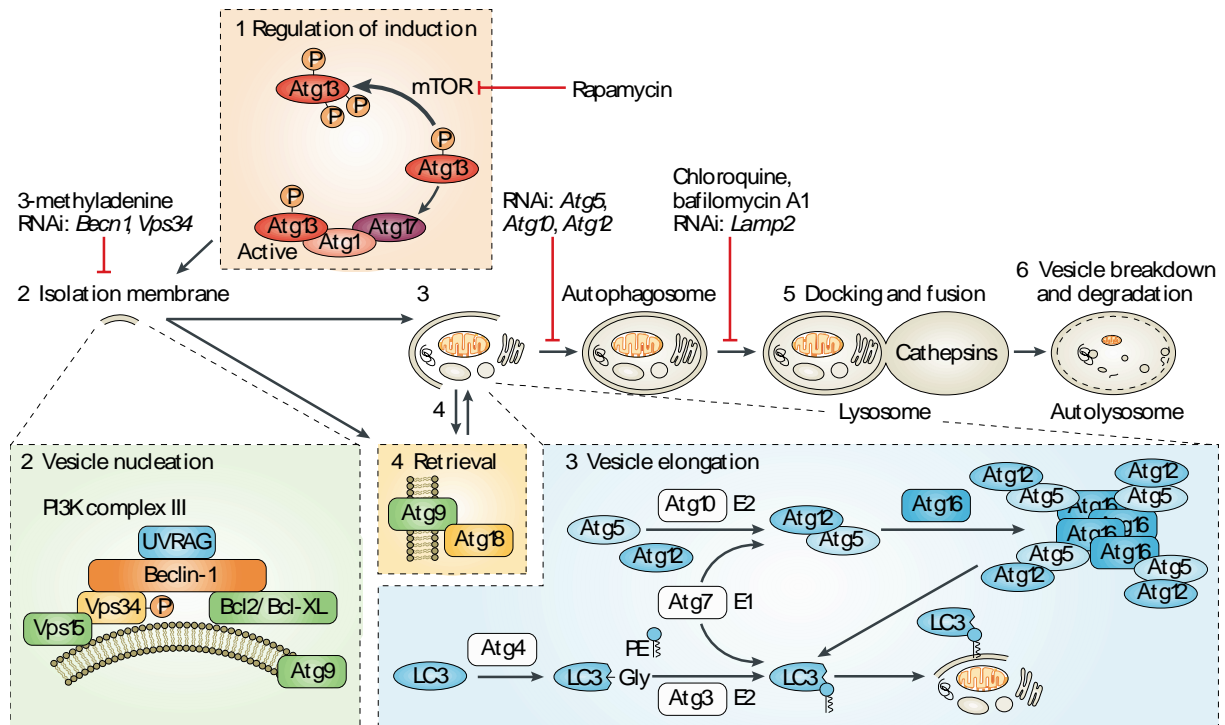 1 Regulation of induction
P
Atg13
P
P
mTOR
Rapamycin
P
Atg13
P
Atg13
Atg17
Atg1
Active
3-methyladenine
RNAi: Becn1, Vps34
RNAi: Atg5,
Atg10, Atg12
Chloroquine,
bafilomycin A1
RNAi: Lamp2
2 Isolation membrane
3
Autophagosome
5 Docking and fusion
6 Vesicle breakdown
and degradation
Cathepsins
4
Lysosome
Autolysosome
2 Vesicle nucleation
PI3K complex III
UVRAG
Beclin-1
Vps34
P
Bcl2/Bcl-XL
Vps15
Atg9
4 Retrieval
Atg9
Atg18
3 Vesicle elongation
Atg5
Atg12
Atg10 E2
Atg12
Atg5
Atg16
Atg12
Atg5
Atg12
Atg5
Atg16
Atg16
Atg16
Atg16
Atg5
Atg12
Atg5
Atg12
Atg7 E1
LC3
Atg4
LC3
Gly
PE
Atg3 E2
LC3
LC3